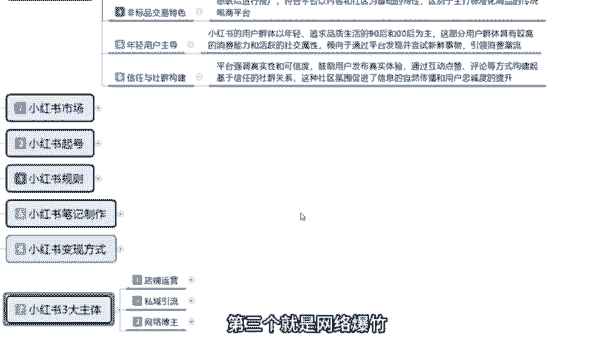 非标品交易特色
电商平台
年轻用户主导
小红书的用户群体以年轻、追求品质生活的90后和00后为主，这部分用户群体具有较高
的消费能力和活跃的社交属性，倾向于通过平台发现并尝试新鲜事物，引领消费潮流
信任与社群构建
平台强调真实性和可信度，鼓励用户发布真实体验，通过互动点赞、评论等方式构建起
基于信任的社群关系，这种社区氛围促进了信息的自然传播和用户忠诚度的提升
小红书市场
小红书起号
小红书规则
小红书笔记制作
小红书变现方式
小红书3大主体
店铺运营
私域引流
网络博主
第三个就是网络爆竹